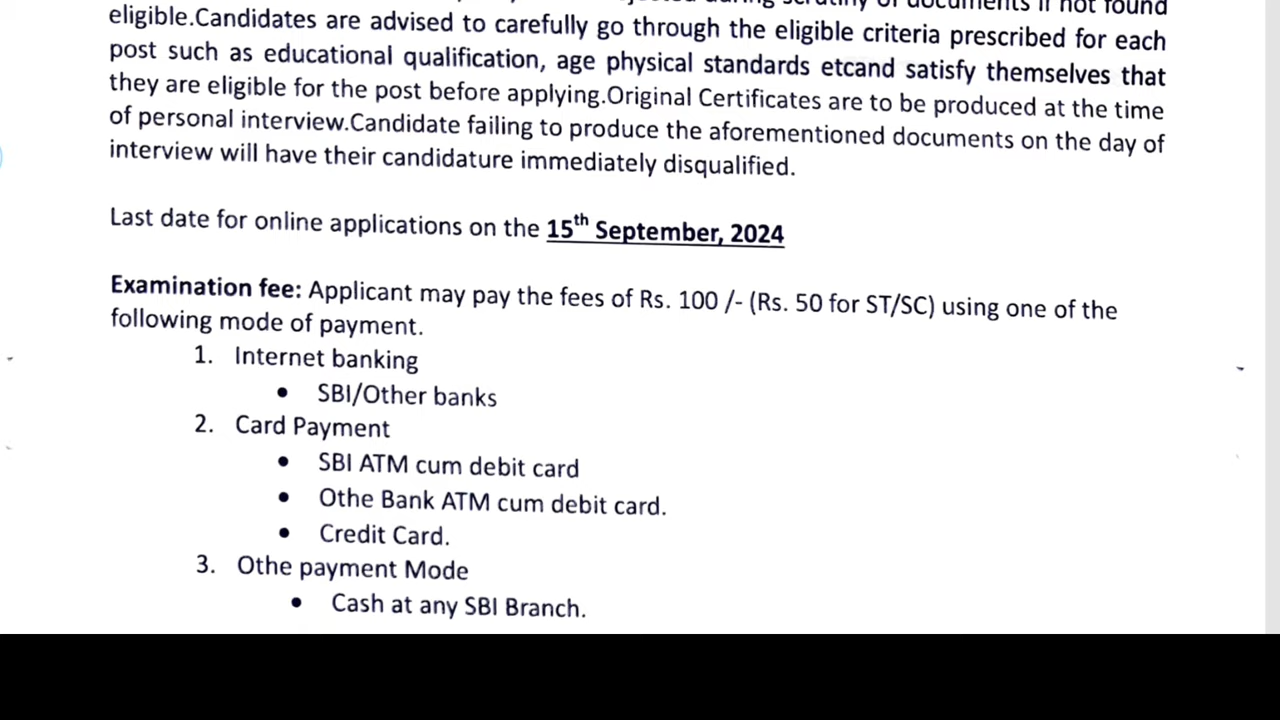 documents if not found
eligible.Candidates are advised to carefully go through the eligible criteria prescribed for each
post such as educational qualification, age physical standards etcand satisfy themselves that
they are eligible for the post before applying.Original Certificates are to be produced at the time
of personal interview.Candidate failing to produce the aforementioned documents on the day of
interview will have their candidature immediately disqualified.
Last date for online applications on the 15th September, 2024
Examination fee: Applicant may pay the fees of Rs. 100 /- (Rs. 50 for ST/SC) using one of the
following mode of payment.
1. Internet banking
• SBI/Other banks
2. Card Payment
• SBI ATM cum debit card
• Othe Bank ATM cum debit card.
• Credit Card.
3. Othe payment Mode
• Cash at any SBI Branch.